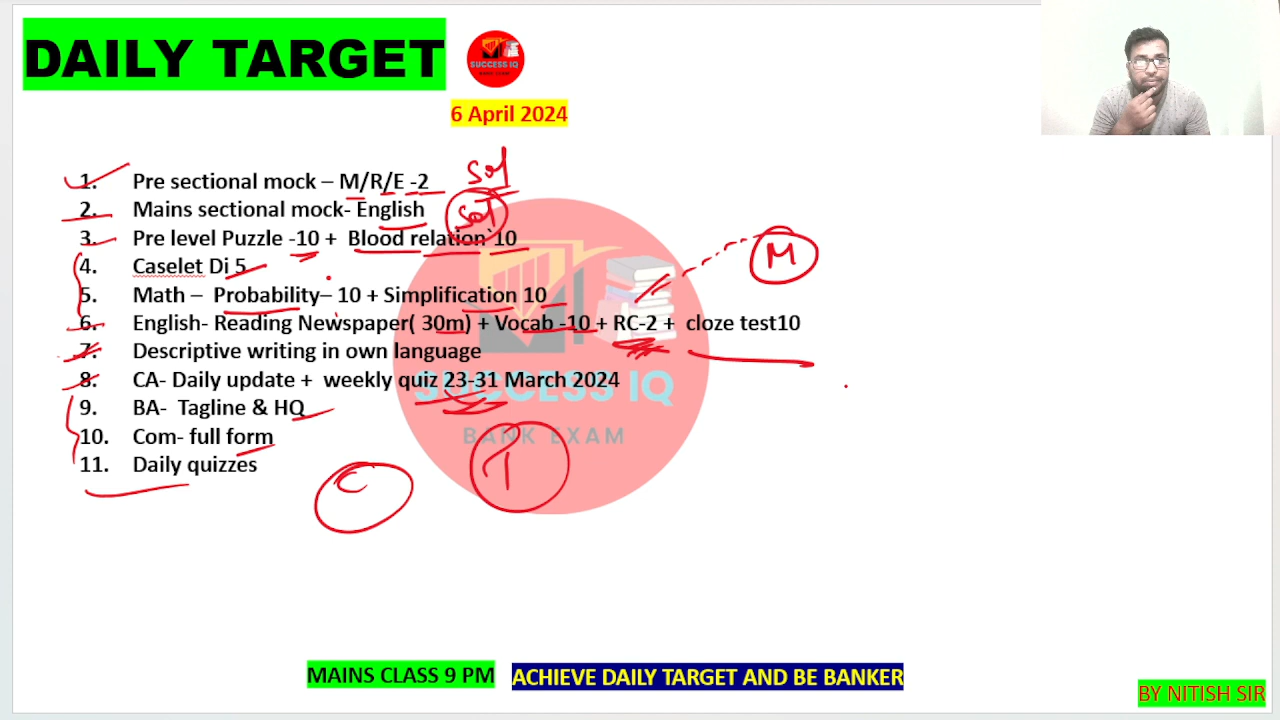 DAILY TARGET
SUCCESS IQ
BANK EXAM
6 April 2024
Sol
1. Pre sectional mock – M/R/E -2
2. Mains sectional mock- English
Sol
3. Pre level Puzzle -10 + Blood relation 10
M
4. Caselet Di 5
5. Math – Probability– 10 + Simplification 10
6. English- Reading Newspaper( 30m) + Vocab -10 + RC-2 + cloze test10
7. Descriptive writing in own language
8. CA- Daily update + weekly quiz 23-31 March 2024
SUCCESS IQ
9. BA- Tagline & HQ
10. Com- full form
BANK EXAM
11. Daily quizzes
C
T
MAINS CLASS 9 PM
ACHIEVE DAILY TARGET AND BE BANKER
BY NITISH SIR